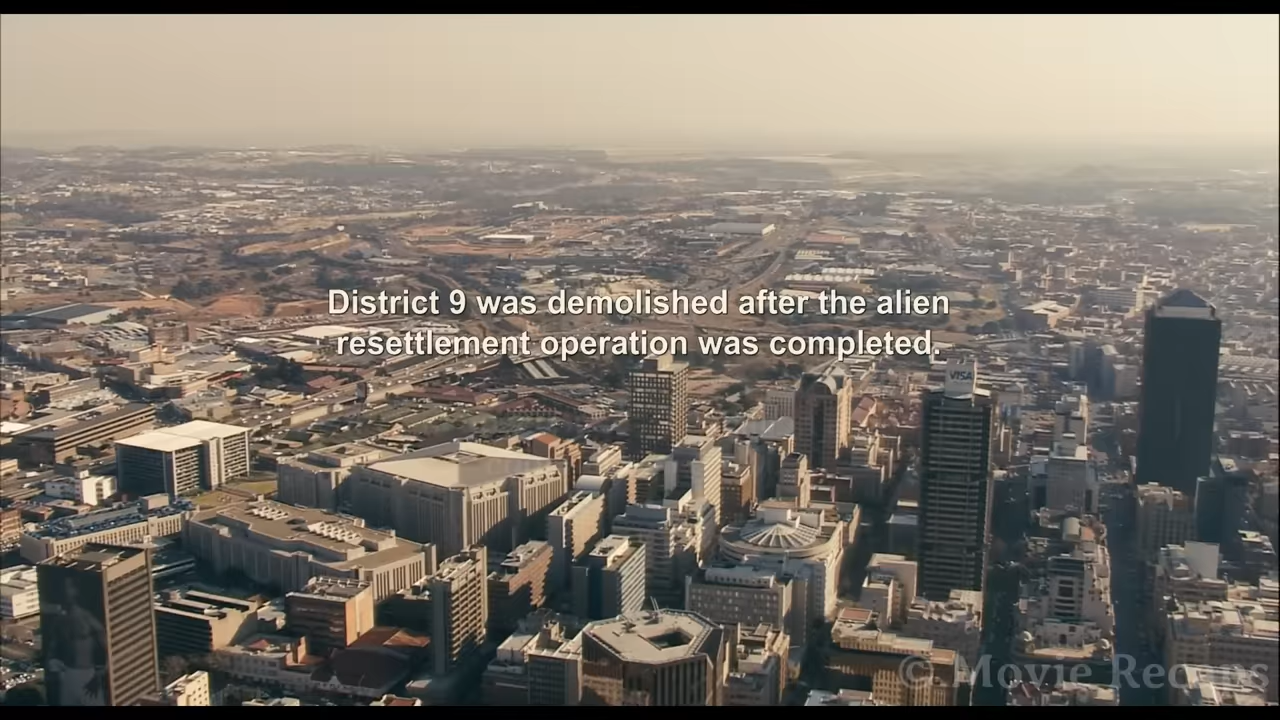 District 9 was demolished after the alien
resettlement operation was completed.
VISA
© Movie Recaps